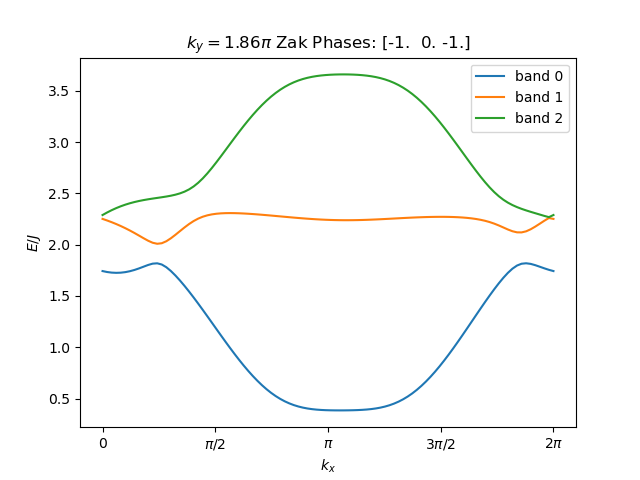 k_y = 1.86π Zak Phases: [-1.  0. -1.]
band 0
band 1
band 2
E/J
3.5
3.0
2.5
2.0
1.5
1.0
0.5
0
π/2
π
3π/2
2π
k_x